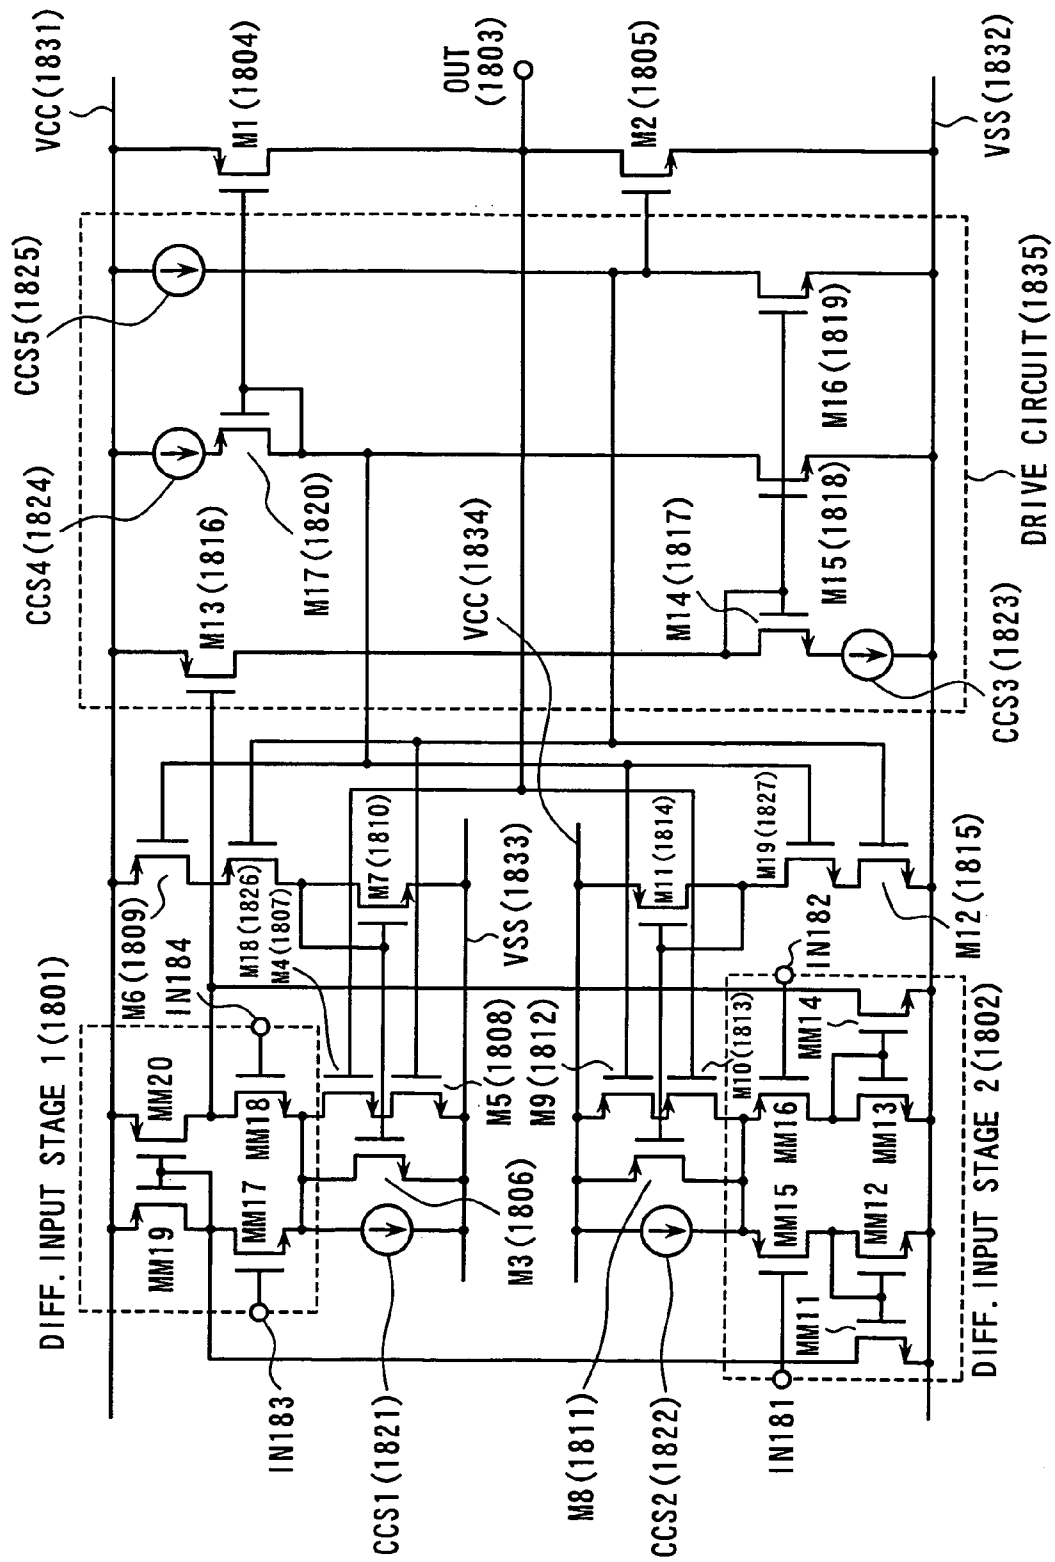 VCC(1831)
M1(1804)
OUT
(1803)
M2(1805)
VSS(1832)
CCS5(1825)
CCS4(1824)
M13(1816)
M17(1820)
VCC(1834)
M14(1817)
M15(1818)
M16(1819)
CCS3(1823)
DRIVE CIRCUIT(1835)
DIFF. INPUT STAGE 1(1801)
M6(1809)
IN184
M18(1826)
M4(1807)
M7(1810)
VSS(1833)
M5(1808)
M9(1812)
M10(1813)
M11(1814)
M19(1827)
IN182
M12(1815)
MM20
MM19
MM18
MM17
IN183
CCS1(1821)
M3(1806)
M8(1811)
CCS2(1822)
MM16
MM15
MM14
MM13
MM12
MM11
IN181
DIFF. INPUT STAGE 2(1802)